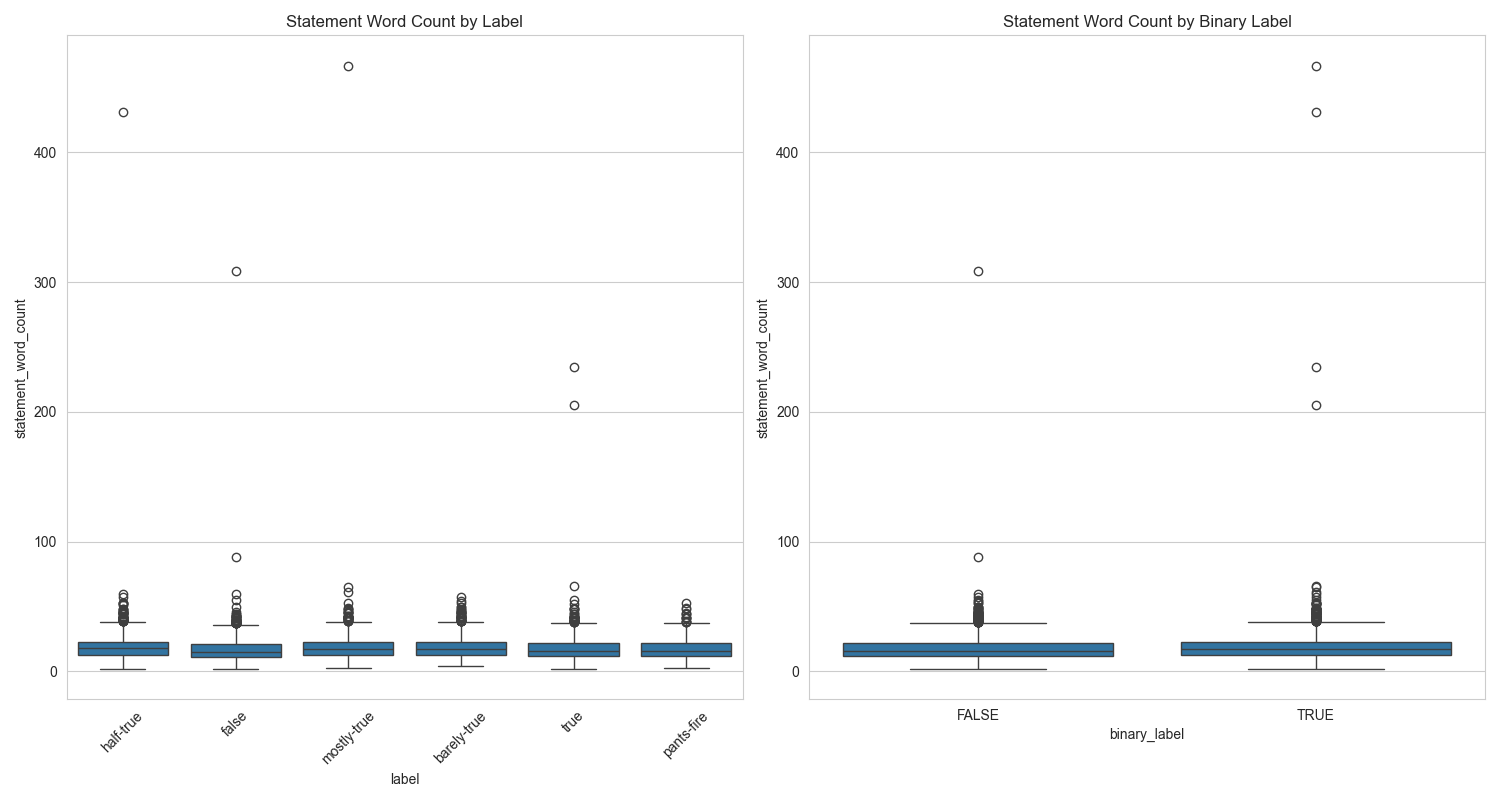 Statement Word Count by Label
statement_word_count
400
300
200
100
0
half-true
false
mostly-true
barely-true
true
pants-fire
label
Statement Word Count by Binary Label
statement_word_count
400
300
200
100
0
FALSE
TRUE
binary_label